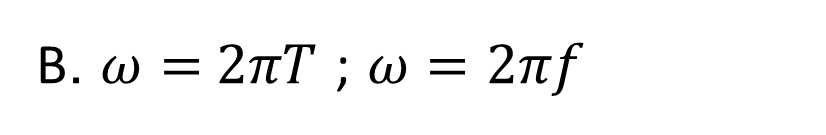 B. 𝜔 = 2𝜋𝑇 ; 𝜔 = 2𝜋𝑓